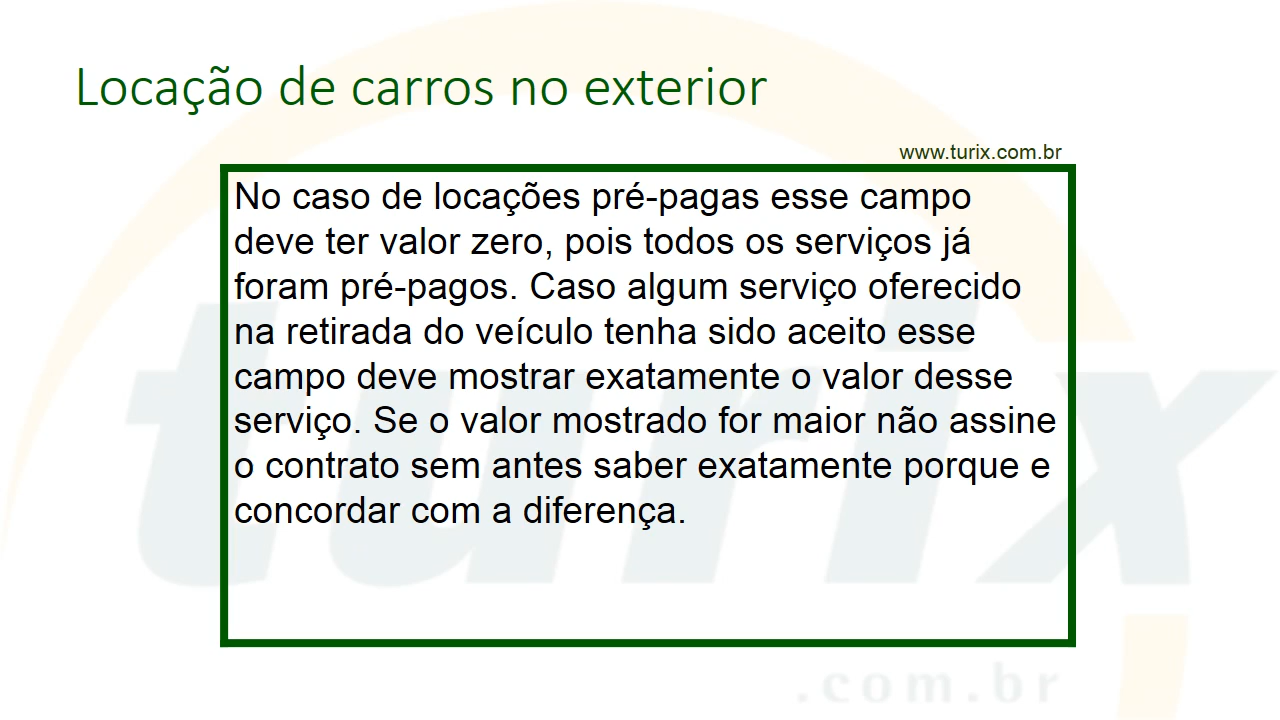 Locação de carros no exterior
www.turix.com.br
No caso de locações pré-pagas esse campo
deve ter valor zero, pois todos os serviços já
foram pré-pagos. Caso algum serviço oferecido
na retirada do veículo tenha sido aceito esse
campo deve mostrar exatamente o valor desse
serviço. Se o valor mostrado for maior não assine
o contrato sem antes saber exatamente porque e
concordar com a diferença.
turix
.com.br